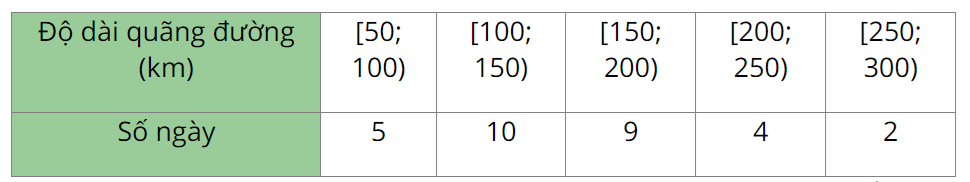 Độ dài quãng đường (km) [50; 100) [100; 150) [150; 200) [200; 250) [250; 300)
Số ngày 5 10 9 4 2